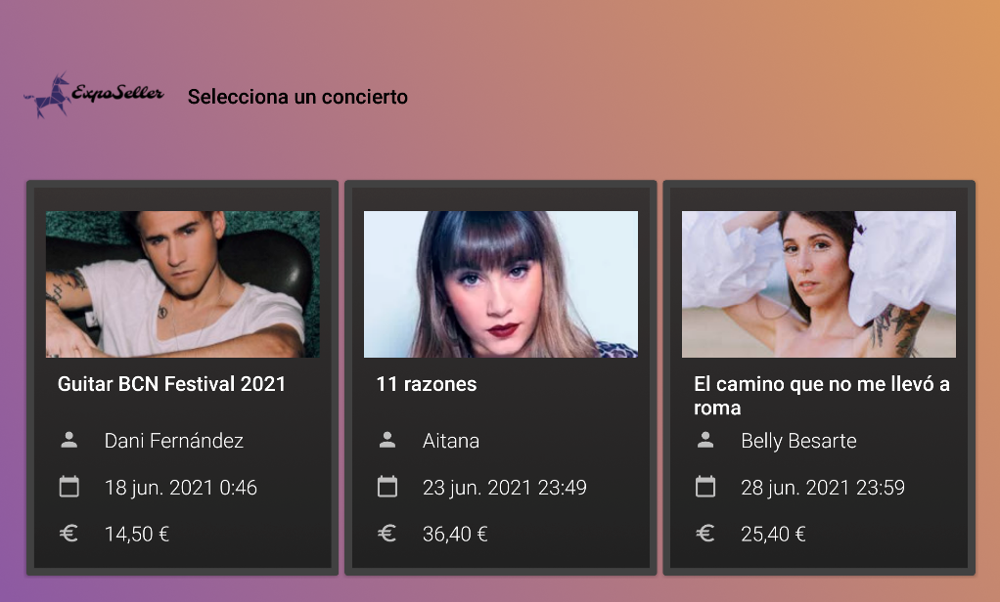 ExpoSeller
Selecciona un concierto
Guitar BCN Festival 2021
Dani Fernández
18 jun. 2021 0:46
14,50 €
11 razones
Aitana
23 jun. 2021 23:49
36,40 €
El camino que no me llevó a
roma
Belly Besarte
28 jun. 2021 23:59
25,40 €